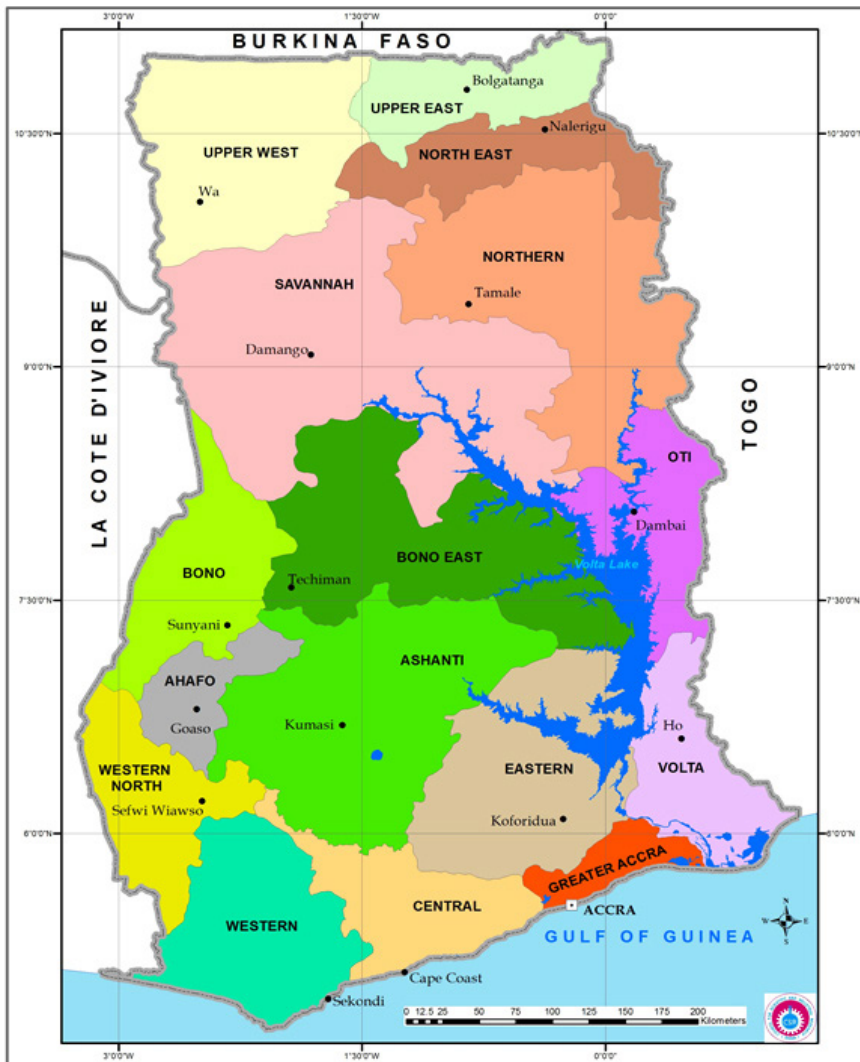 3°0'0"W
1°30'0"W
0°0'0"
BURKINA FASO
Bolgatanga
UPPER EAST
10°30'0"N
Nalerigu
10°30'0"N
UPPER WEST
NORTH EAST
Wa
NORTHERN
SAVANNAH
Tamale
LA COTE D'IVIORE
Damango
9°0'0"N
9°0'0"N
TOGO
OTI
Dambai
BONO EAST
Volta Lake
BONO
Techiman
7°30'0"N
7°30'0"N
Sunyani
ASHANTI
AHAFO
Goaso
Kumasi
Ho
WESTERN
NORTH
EASTERN
VOLTA
Sefwi Wiawso
Koforidua
6°0'0"N
6°0'0"N
GREATER ACCRA
CENTRAL
ACCRA
WESTERN
GULF OF GUINEA
N
W E
S
Cape Coast
Sekondi
0 12.5 25 50 75 100 125 150 175 200
Kilometers
CSIR
3°0'0"W
1°30'0"W
0°0'0"